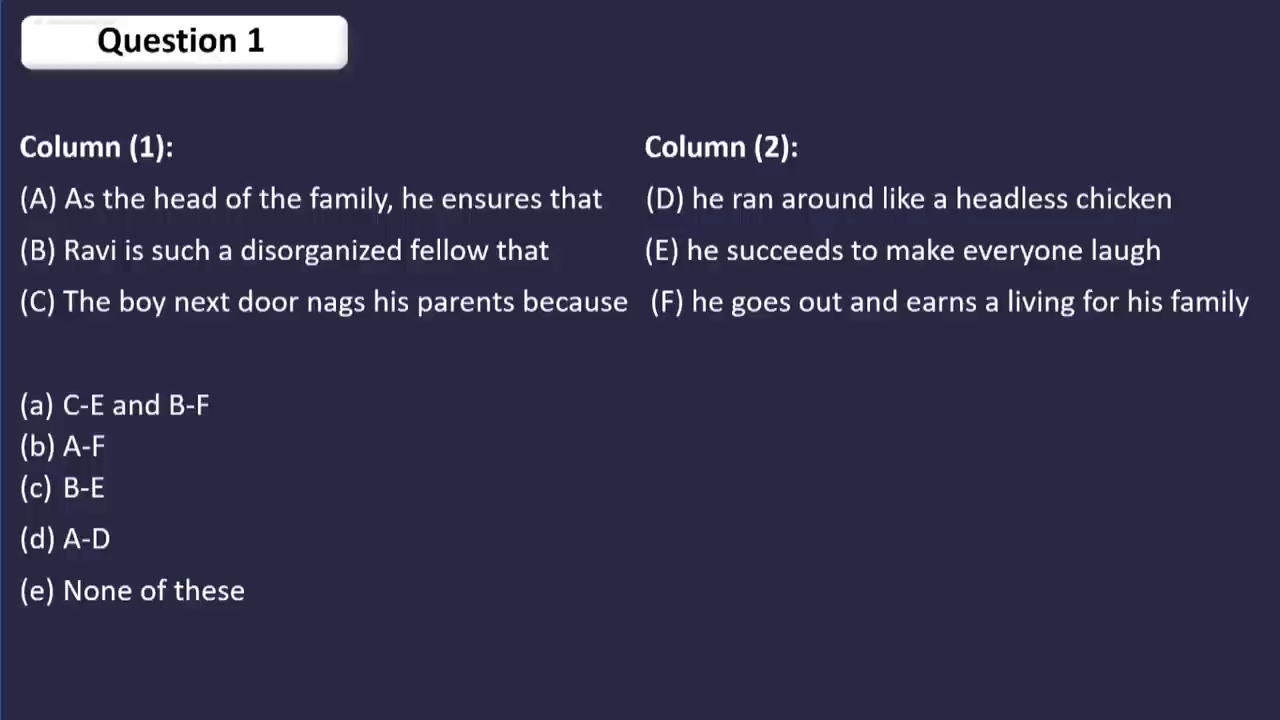 Question 1
Column (1):
Column (2):
(A) As the head of the family, he ensures that
(D) he ran around like a headless chicken
(B) Ravi is such a disorganized fellow that
(E) he succeeds to make everyone laugh
(C) The boy next door nags his parents because
(F) he goes out and earns a living for his family
(a) C-E and B-F
(b) A-F
(c) B-E
(d) A-D
(e) None of these